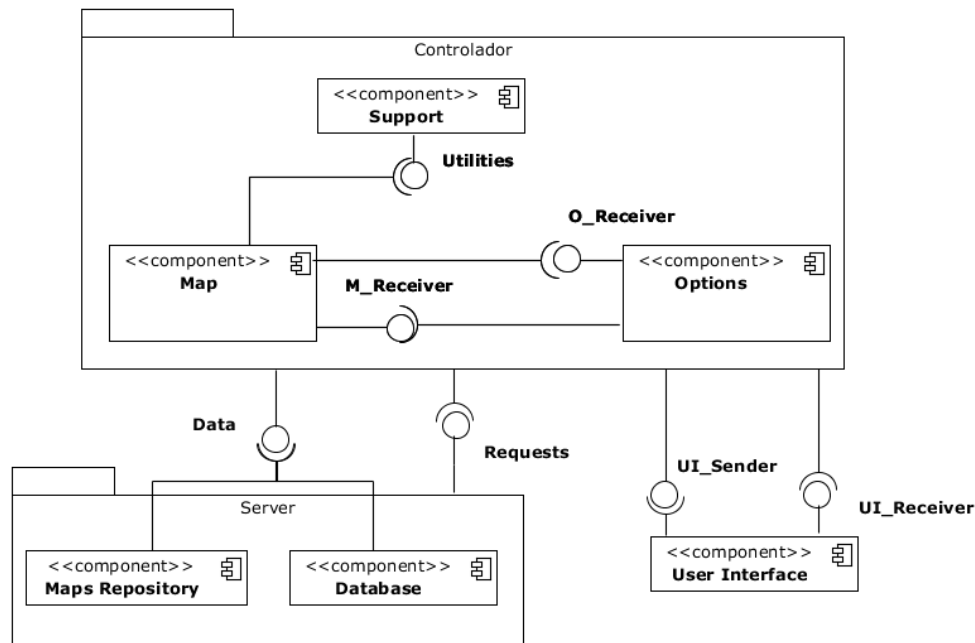 Controlador
<<component>>
Support
Utilities
O_Receiver
<<component>>
Map
M_Receiver
<<component>>
Options
Data
Requests
UI_Sender
UI_Receiver
Server
<<component>>
Maps Repository
<<component>>
Database
<<component>>
User Interface